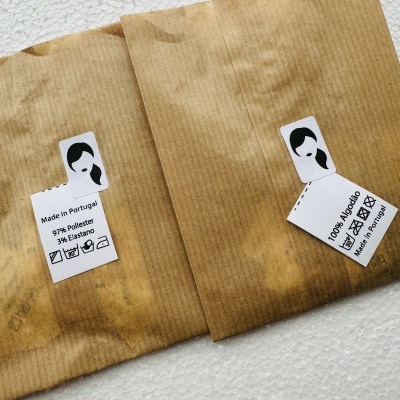 Made in Portugal
97% Poliester
3% Elastano
100% Algodão
Made in Portugal